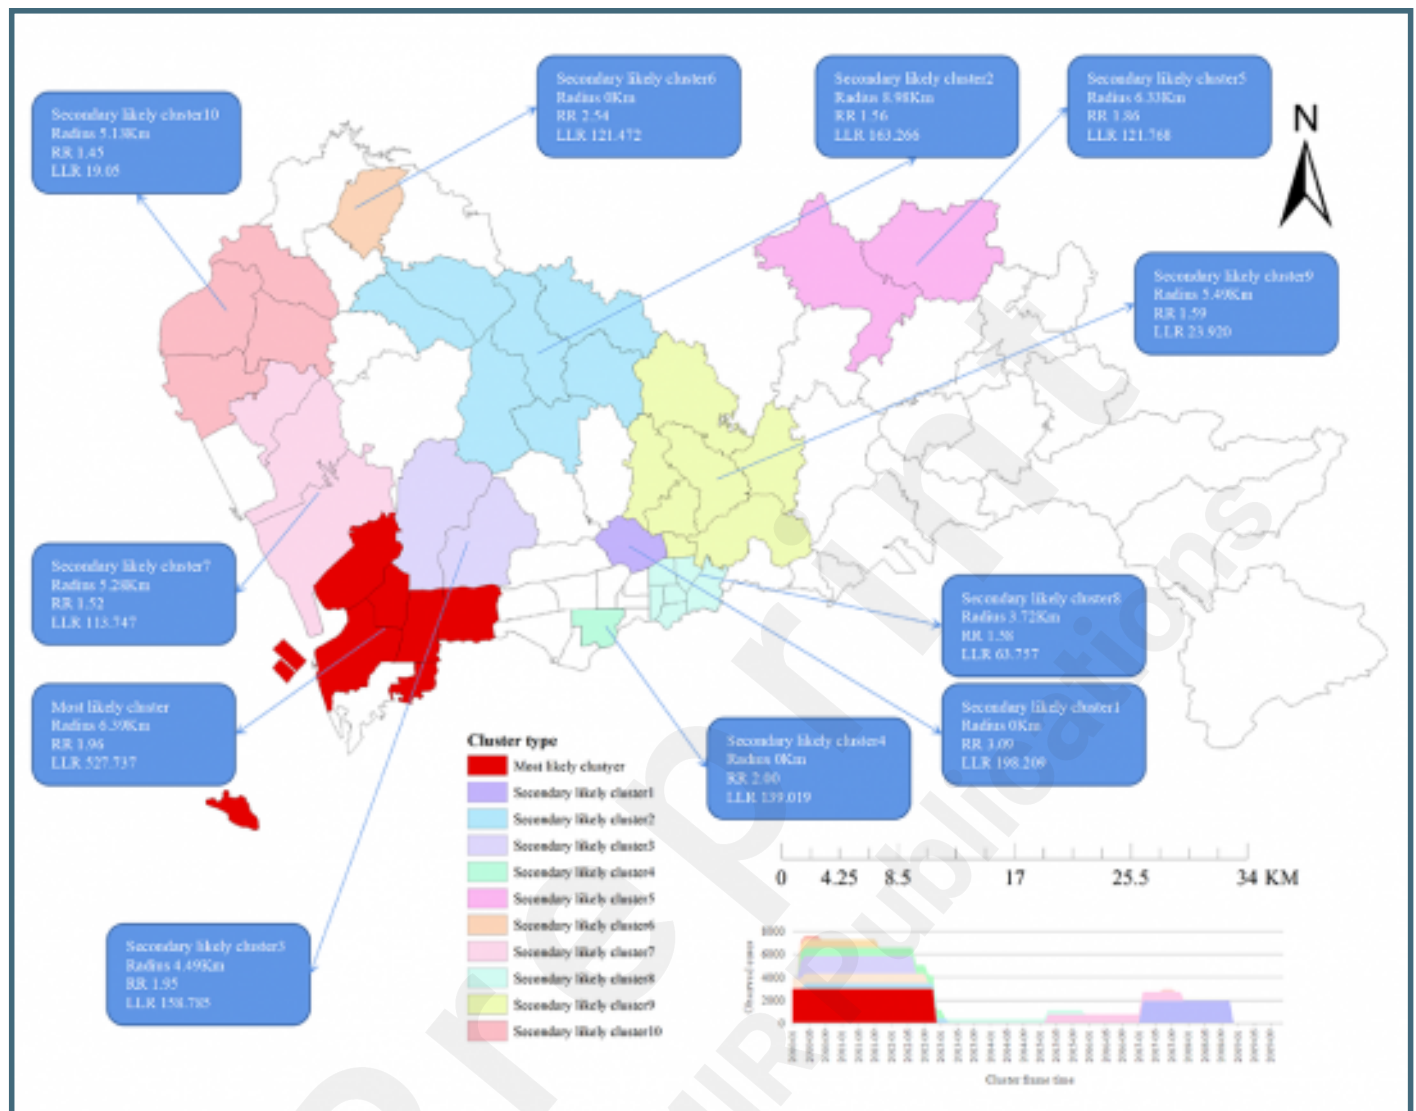 Secondary likely cluster6
Radius 0Km
RR 2.54
LLR 121.472
Secondary likely cluster2
Radius 8.98Km
RR 1.56
LLR 163.266
Secondary likely cluster5
Radius 6.33Km
RR 1.86
LLR 121.768
Secondary likely cluster10
Radius 5.13Km
RR 1.45
LLR 19.05
N
Secondary likely cluster9
Radius 5.49Km
RR 1.59
LLR 23.920
Secondary likely cluster7
Radius 5.28Km
RR 1.52
LLR 113.747
Secondary likely cluster8
Radius 3.72Km
RR 1.58
LLR 63.757
Most likely cluster
Radius 6.39Km
RR 1.96
LLR 527.737
Secondary likely cluster1
Radius 0Km
RR 3.09
LLR 198.209
Secondary likely cluster4
Radius 0Km
RR 2.00
LLR 139.019
Secondary likely cluster3
Radius 4.49Km
RR 1.95
LLR 158.785
Cluster type
Most likely clustyer
Secondary likely cluster1
Secondary likely cluster2
Secondary likely cluster3
Secondary likely cluster4
Secondary likely cluster5
Secondary likely cluster6
Secondary likely cluster7
Secondary likely cluster8
Secondary likely cluster9
Secondary likely cluster10
0 4.25 8.5 17 25.5 34 KM
8000
6000
4000
2000
0
Observed cases
Cluster frame time
Preprint
JMIR Publications